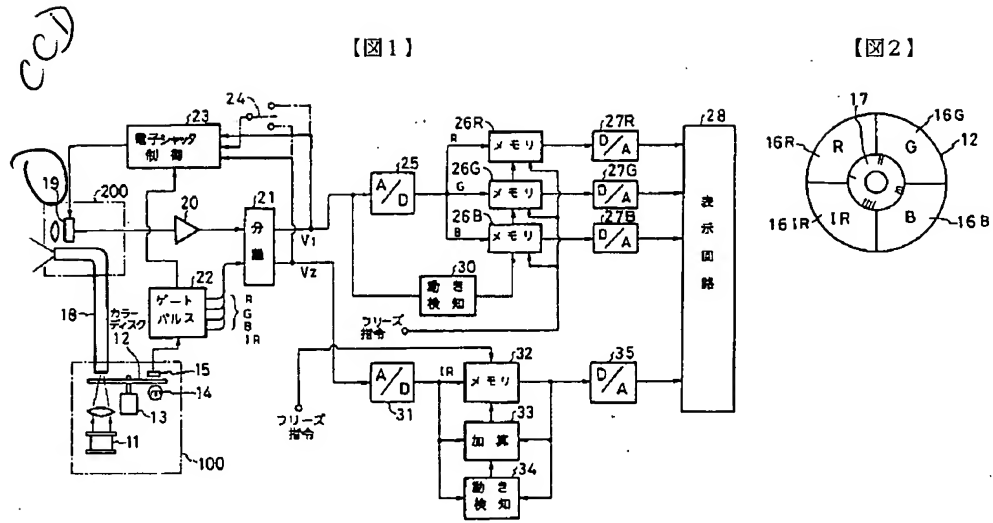 CCD
【図1】
【図2】
24
23
電子シャッタ
制御
19
200
20
21
分離
V1
V2
22
ゲート
パルス
R
G
B
IR
18
カラー
ディスク
12
15
14
13
11
100
25
A/D
R
G
B
26R
メモリ
26G
メモリ
26B
メモリ
27R
D/A
27G
D/A
27B
D/A
28
表示回路
30
動き
検知
フリーズ
指令
31
A/D
IR
32
メモリ
33
加算
34
動き
検知
35
D/A
フリーズ
指令
17
16G
12
16R
R
G
IR
B
16IR
16B
I
II
III